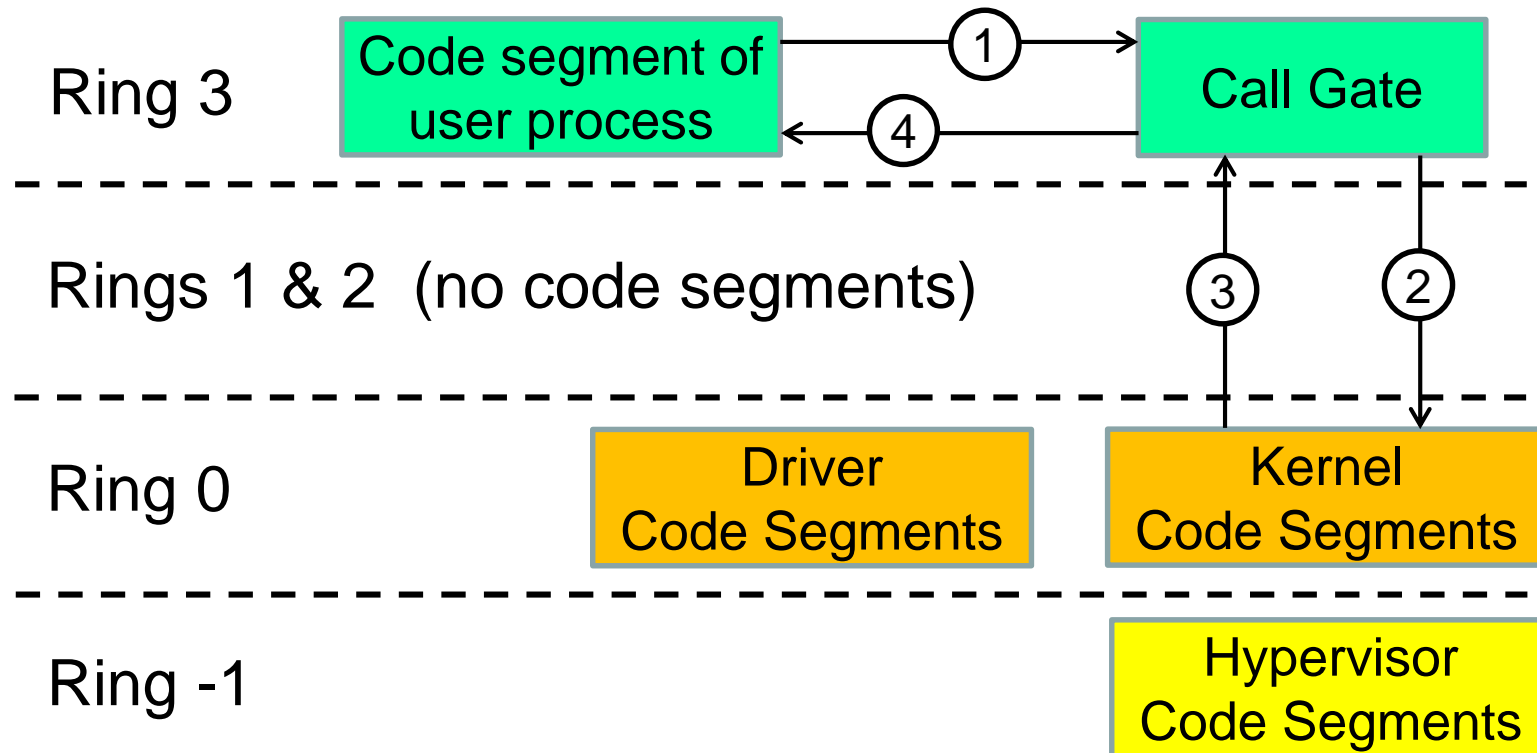 Ring 3
Code segment of
user process
1
4
Call Gate
Rings 1 & 2 (no code segments)
3
2
Ring 0
Driver
Code Segments
Kernel
Code Segments
Ring -1
Hypervisor
Code Segments